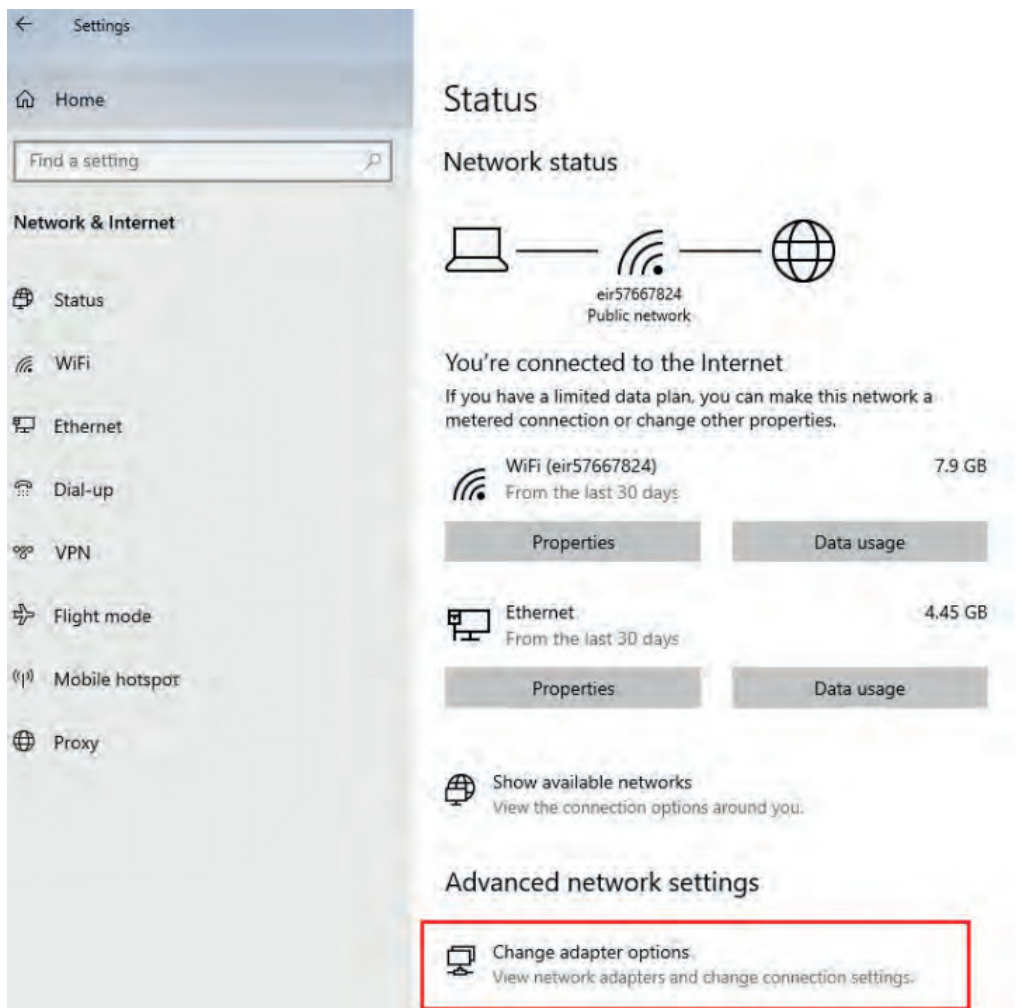 Settings
Home
Find a setting
Network & Internet
Status
WiFi
Ethernet
Dial-up
VPN
Flight mode
Mobile hotspot
Proxy
Status
Network status
eir57667824
Public network
You're connected to the Internet
If you have a limited data plan, you can make this network a
metered connection or change other properties.
WiFi (eir57667824) 7.9 GB
From the last 30 days
Properties Data usage
Ethernet 4.45 GB
From the last 30 days
Properties Data usage
Show available networks
View the connection options around you.
Advanced network settings
Change adapter options
View network adapters and change connection settings.